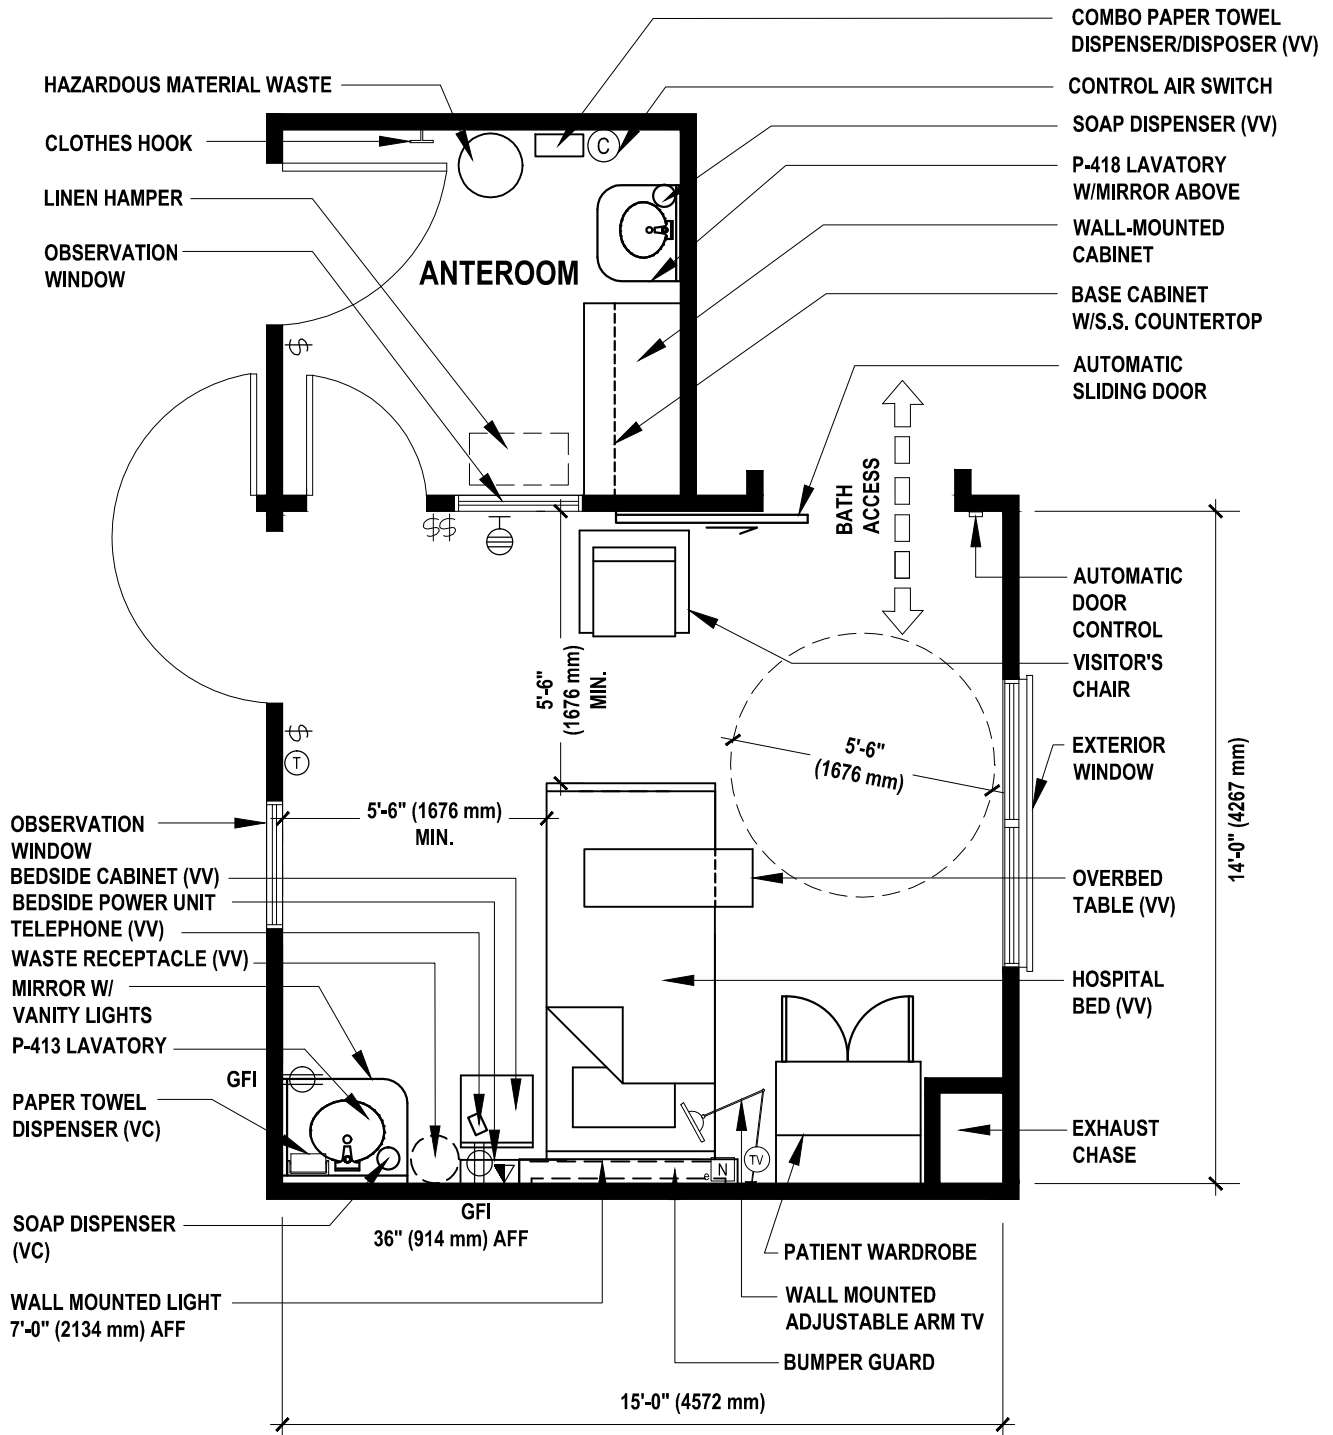 COMBO PAPER TOWEL
DISPENSER/DISPOSER (VV)
HAZARDOUS MATERIAL WASTE
CONTROL AIR SWITCH
CLOTHES HOOK
SOAP DISPENSER (VV)
C
P-418 LAVATORY
W/MIRROR ABOVE
LINEN HAMPER
WALL-MOUNTED
CABINET
OBSERVATION
WINDOW
ANTEROOM
BASE CABINET
W/S.S. COUNTERTOP
$
AUTOMATIC
SLIDING DOOR
BATH
ACCESS
$$
AUTOMATIC
DOOR
CONTROL
VISITOR'S
CHAIR
5'-6"
(1676 mm)
MIN.
$
T
5'-6"
(1676 mm)
EXTERIOR
WINDOW
14'-0" (4267 mm)
5'-6" (1676 mm)
MIN.
OBSERVATION
WINDOW
BEDSIDE CABINET (VV)
BEDSIDE POWER UNIT
TELEPHONE (VV)
WASTE RECEPTACLE (VV)
MIRROR W/
VANITY LIGHTS
P-413 LAVATORY
GFI
PAPER TOWEL
DISPENSER (VC)
OVERBED
TABLE (VV)
HOSPITAL
BED (VV)
EXHAUST
CHASE
N
TV
SOAP DISPENSER
(VC)
GFI
36" (914 mm) AFF
PATIENT WARDROBE
WALL MOUNTED LIGHT
7'-0" (2134 mm) AFF
WALL MOUNTED
ADJUSTABLE ARM TV
BUMPER GUARD
15'-0" (4572 mm)